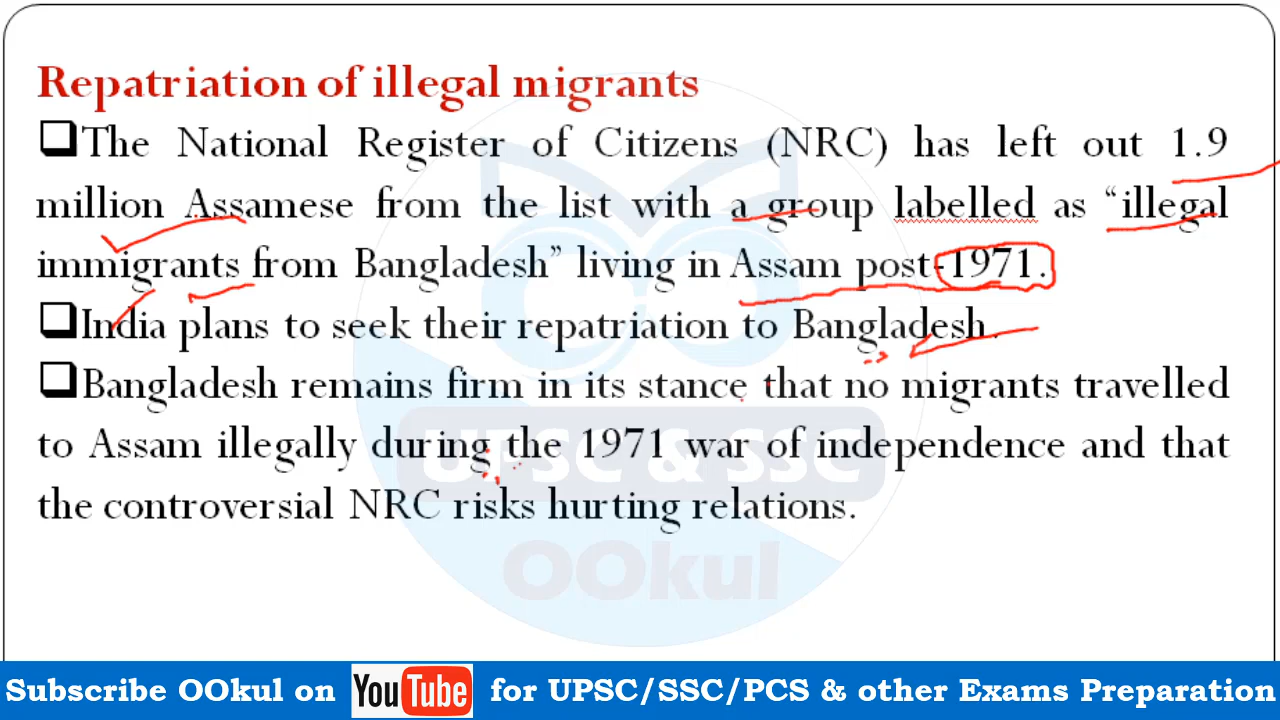 Repatriation of illegal migrants
❑The National Register of Citizens (NRC) has left out 1.9
million Assamese from the list with a group labelled as “illegal
immigrants from Bangladesh” living in Assam post-1971.
❑India plans to seek their repatriation to Bangladesh.
❑Bangladesh remains firm in its stance that no migrants travelled
to Assam illegally during the 1971 war of independence and that
the controversial NRC risks hurting relations.
UPSC & SSC
OOkul
Subscribe OOkul on YouTube for UPSC/SSC/PCS & other Exams Preparation